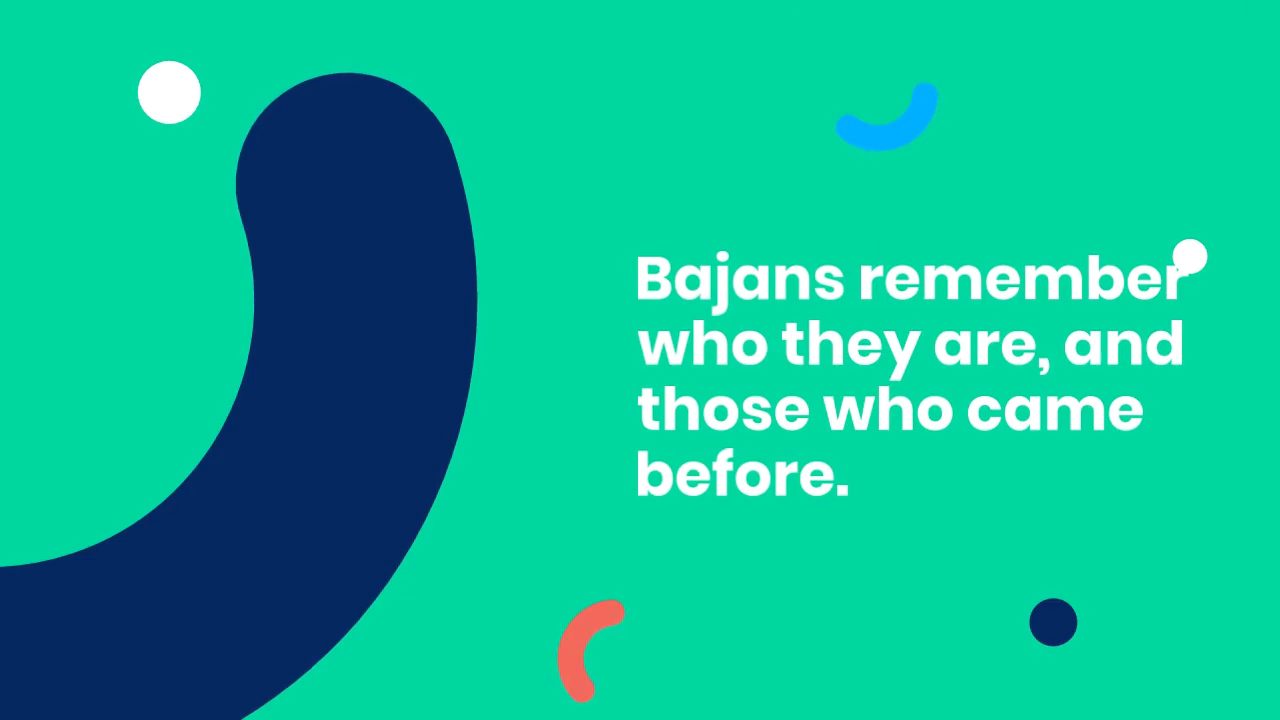 Bajans remember
who they are, and
those who came
before.